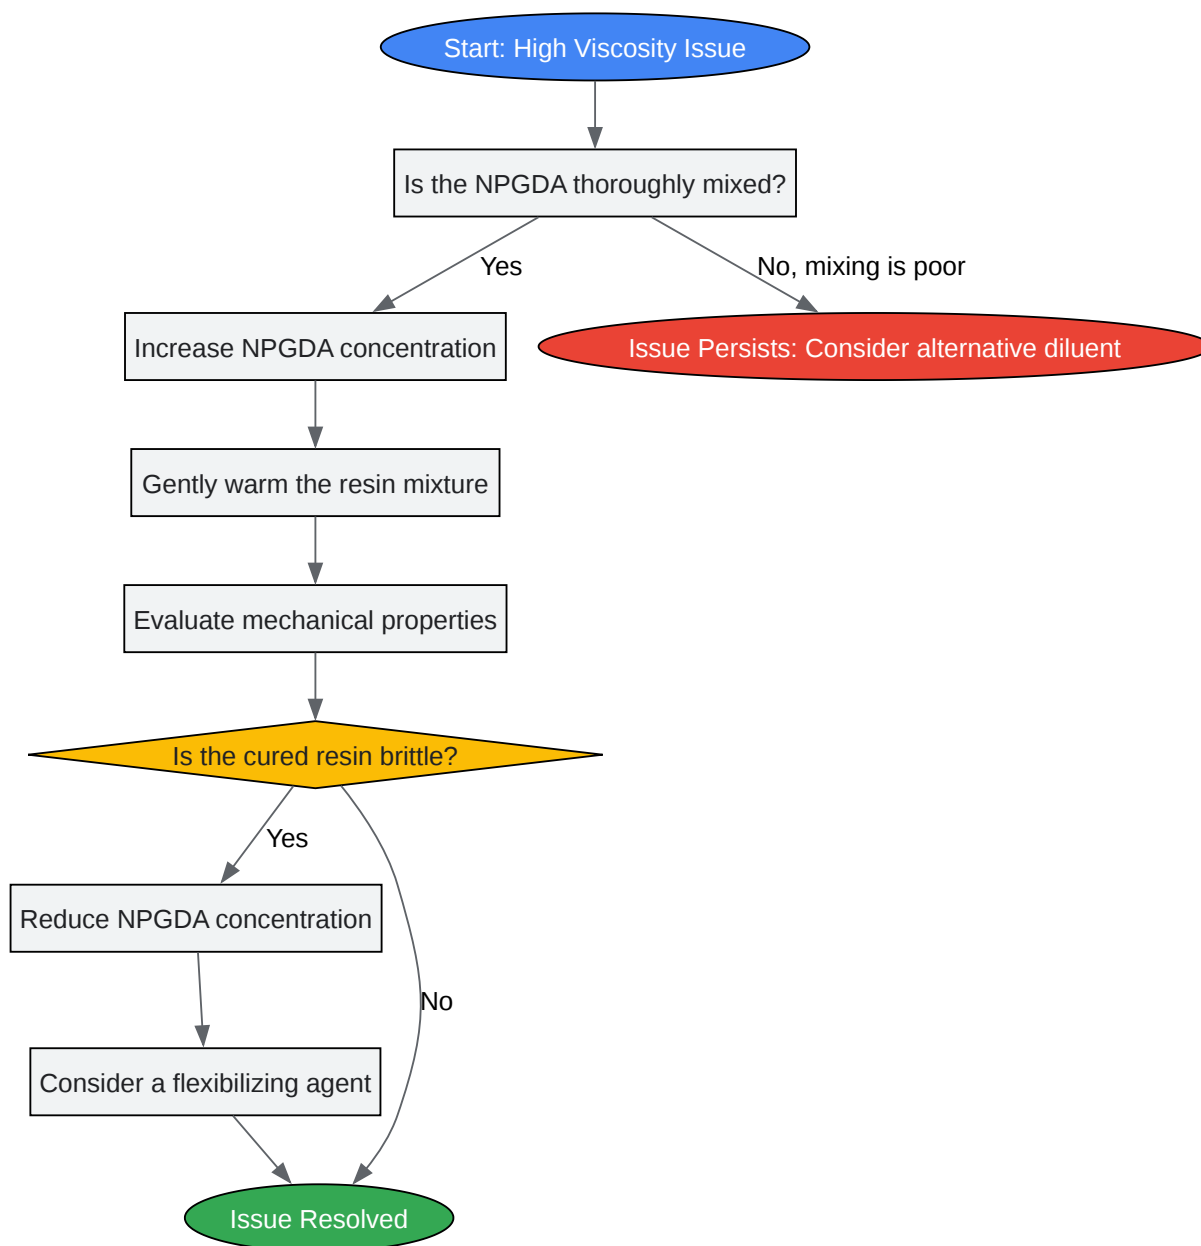 Start: High Viscosity Issue
Is the NPGDA thoroughly mixed?
Yes
No, mixing is poor
Increase NPGDA concentration
Issue Persists: Consider alternative diluent
Gently warm the resin mixture
Evaluate mechanical properties
Is the cured resin brittle?
Yes
Reduce NPGDA concentration
No
Consider a flexibilizing agent
Issue Resolved